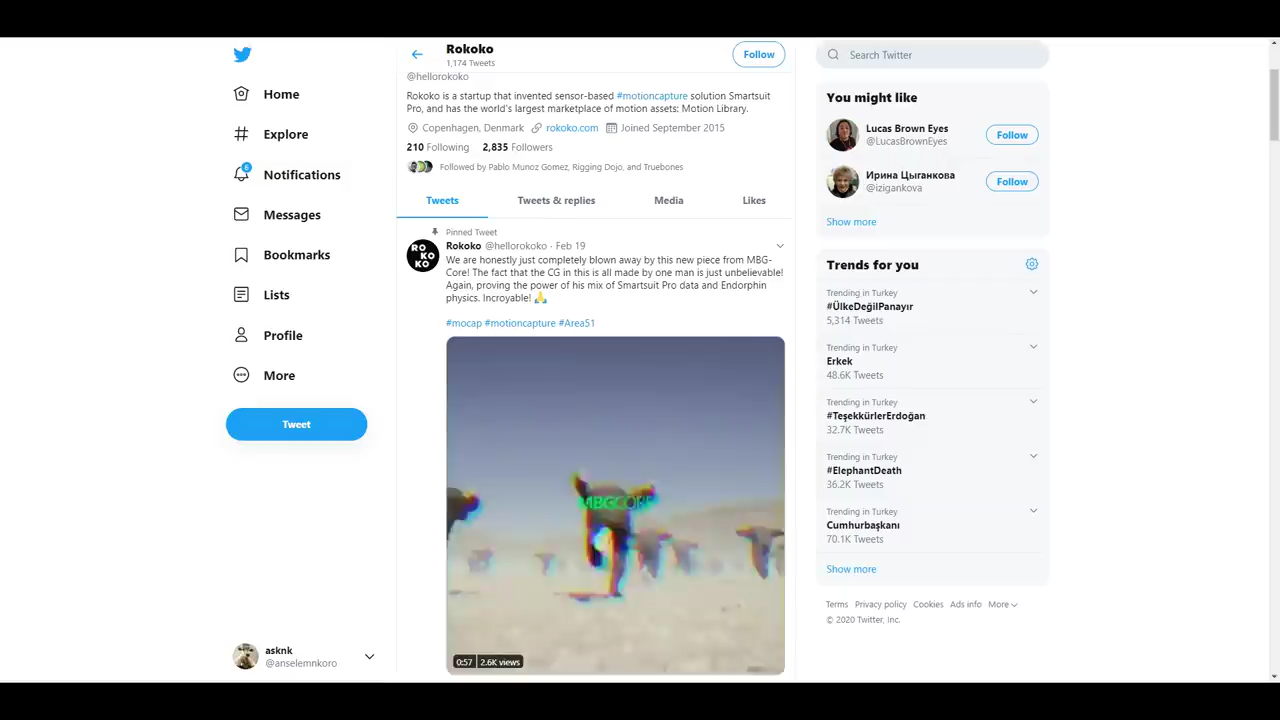 Home
Explore
6
Notifications
Messages
Bookmarks
Lists
Profile
More
Tweet
asknk
@anselemnkoro
Rokoko
1,174 Tweets
Follow
@hellorokoko
Rokoko is a startup that invented sensor-based #motioncapture solution Smartsuit
Pro, and has the world's largest marketplace of motion assets: Motion Library.
Copenhagen, Denmark rokoko.com Joined September 2015
210 Following 2,835 Followers
Followed by Pablo Munoz Gomez, Rigging Dojo, and Truebones
Tweets Tweets & replies Media Likes
Pinned Tweet
RO
KO
KO
Rokoko @hellorokoko · Feb 19
We are honestly just completely blown away by this new piece from MBG-
Core! The fact that the CG in this is all made by one man is just unbelievable!
Again, proving the power of his mix of Smartsuit Pro data and Endorphin
physics. Incroyable! 🙏
#mocap #motioncapture #Area51
MBGCORE
0:57 2.6K views
Search Twitter
You might like
Lucas Brown Eyes
@LucasBrownEyes
Follow
Ирина Цыганкова
@izigankova
Follow
Show more
Trends for you
Trending in Turkey
#ÜlkeDeğilPanayır
5,314 Tweets
Trending in Turkey
Erkek
48.6K Tweets
Trending in Turkey
#TeşekkürlerErdoğan
32.7K Tweets
Trending in Turkey
#ElephantDeath
36.2K Tweets
Trending in Turkey
Cumhurbaşkanı
70.1K Tweets
Show more
Terms Privacy policy Cookies Ads info More
© 2020 Twitter, Inc.